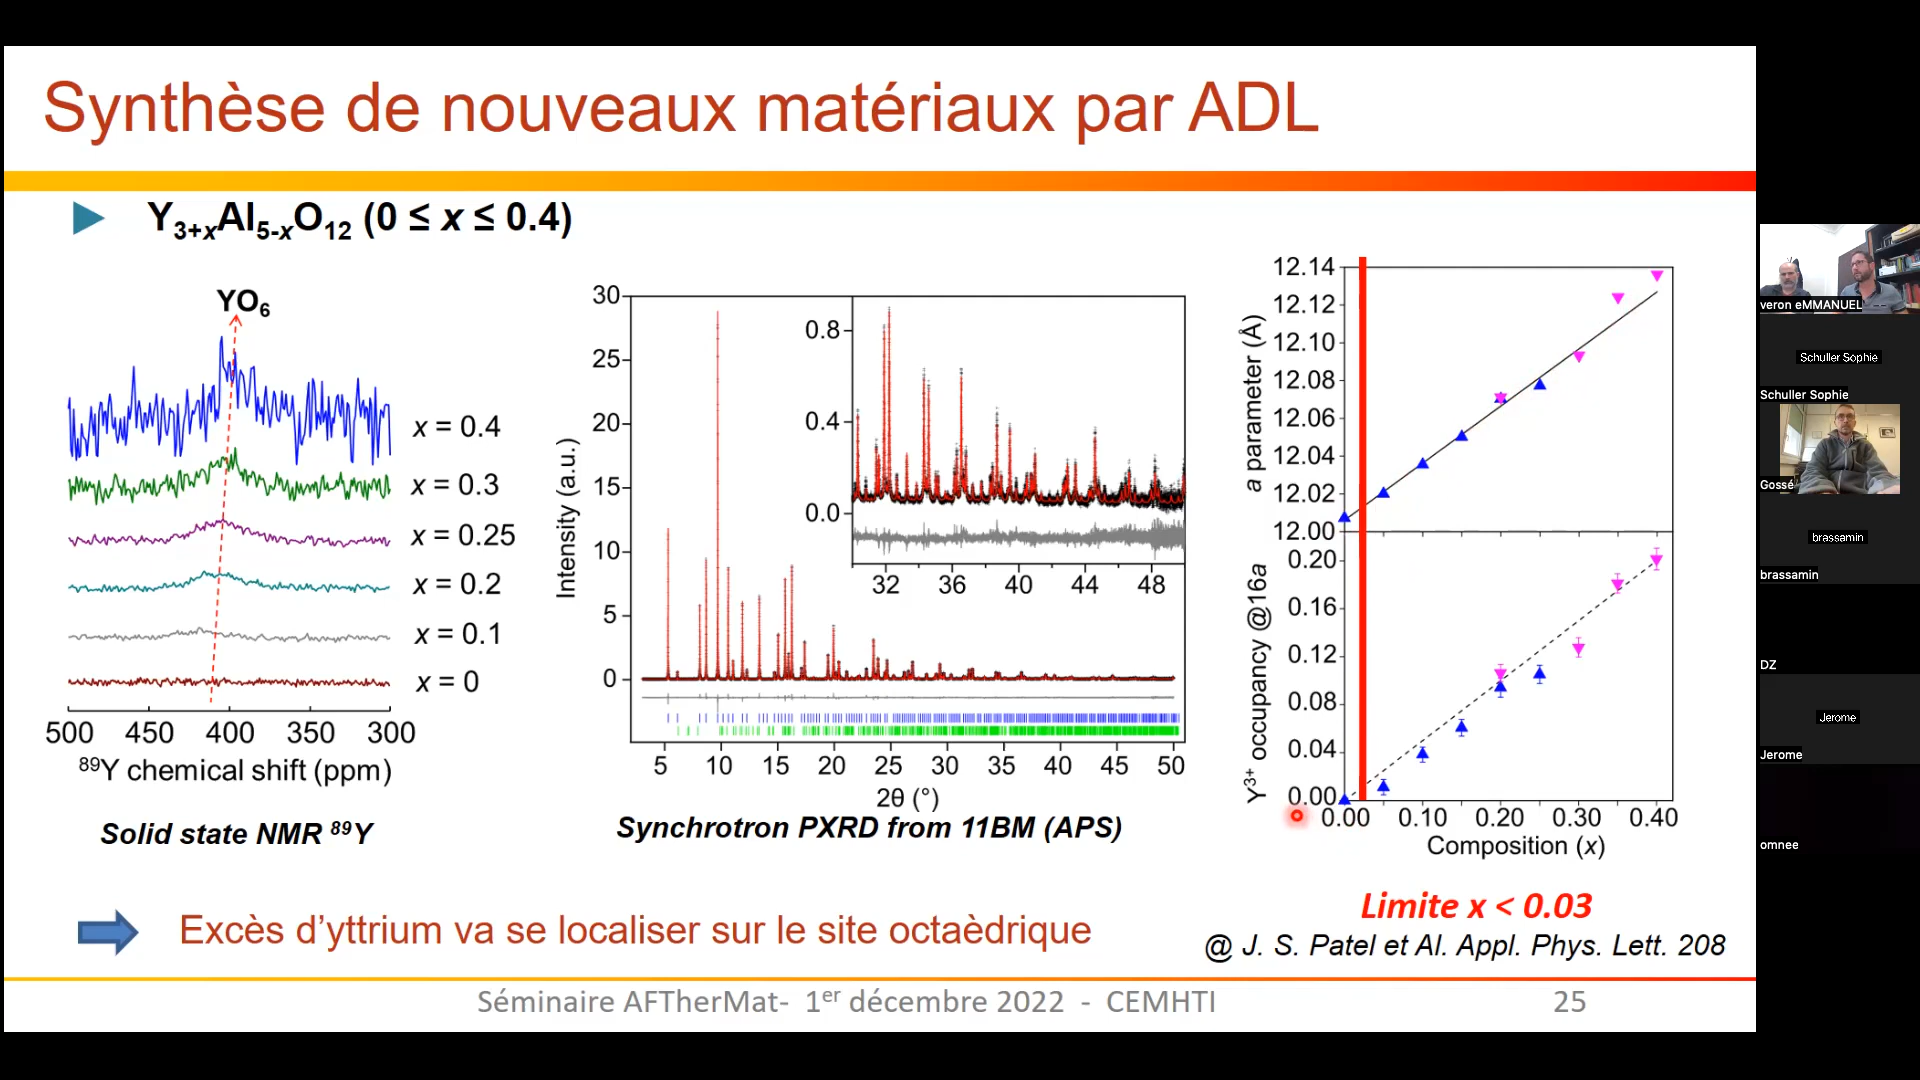 Synthèse de nouveaux matériaux par ADL
Y3+xAl5-xO12 (0 ≤ x ≤ 0.4)
YO6
x = 0.4
x = 0.3
x = 0.25
x = 0.2
x = 0.1
x = 0
500 450 400 350 300
89Y chemical shift (ppm)
Solid state NMR 89Y
Intensity (a.u.)
30
25
20
15
10
5
0
0.8
0.4
0.0
32 36 40 44 48
5 10 15 20 25 30 35 40 45 50
2θ (°)
Synchrotron PXRD from 11BM (APS)
a parameter (Å)
12.14
12.12
12.10
12.08
12.06
12.04
12.02
12.00
Y3+ occupancy @16a
0.20
0.16
0.12
0.08
0.04
0.00
0.00 0.10 0.20 0.30 0.40
Composition (x)
Limite x < 0.03
@ J. S. Patel et Al. Appl. Phys. Lett. 208
Excès d'yttrium va se localiser sur le site octaèdrique
Séminaire AFTherMat- 1er décembre 2022 - CEMHTI
25
veron eMMANUEL
Schuller Sophie
Schuller Sophie
Gossé
brassamin
brassamin
DZ
Jerome
Jerome
omnee